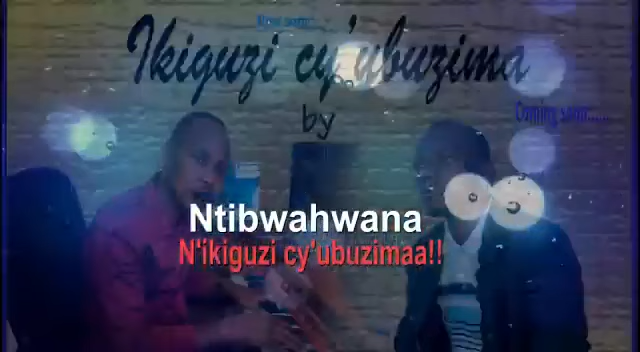 Ikiguzi cy'ubuzima
by
Coming soon......
Ntibwahwana
N'ikiguzi cy'ubuzimaa!!